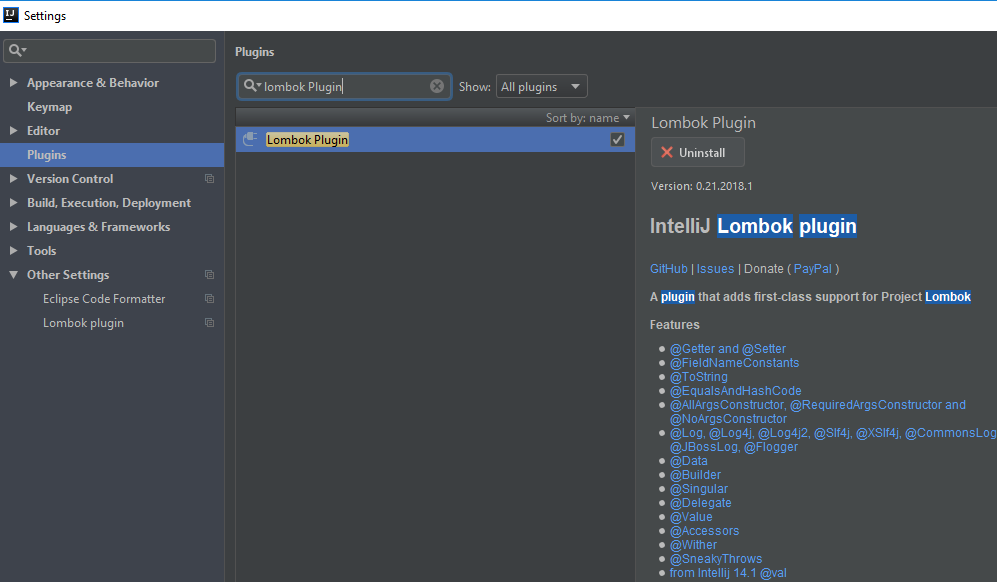 Settings
Appearance & Behavior
Keymap
Editor
Plugins
Version Control
Build, Execution, Deployment
Languages & Frameworks
Tools
Other Settings
Eclipse Code Formatter
Lombok plugin
Plugins
lombok Plugin
Show: All plugins
Sort by: name
Lombok Plugin
Lombok Plugin
Uninstall
Version: 0.21.2018.1
IntelliJ Lombok plugin
GitHub | Issues | Donate ( PayPal )
A plugin that adds first-class support for Project Lombok
Features
@Getter and @Setter
@FieldNameConstants
@ToString
@EqualsAndHashCode
@AllArgsConstructor, @RequiredArgsConstructor and
@NoArgsConstructor
@Log, @Log4j, @Log4j2, @Slf4j, @XSlf4j, @CommonsLog
@JBossLog, @Flogger
@Data
@Builder
@Singular
@Delegate
@Value
@Accessors
@Wither
@SneakyThrows
from Intellij 14.1 @val